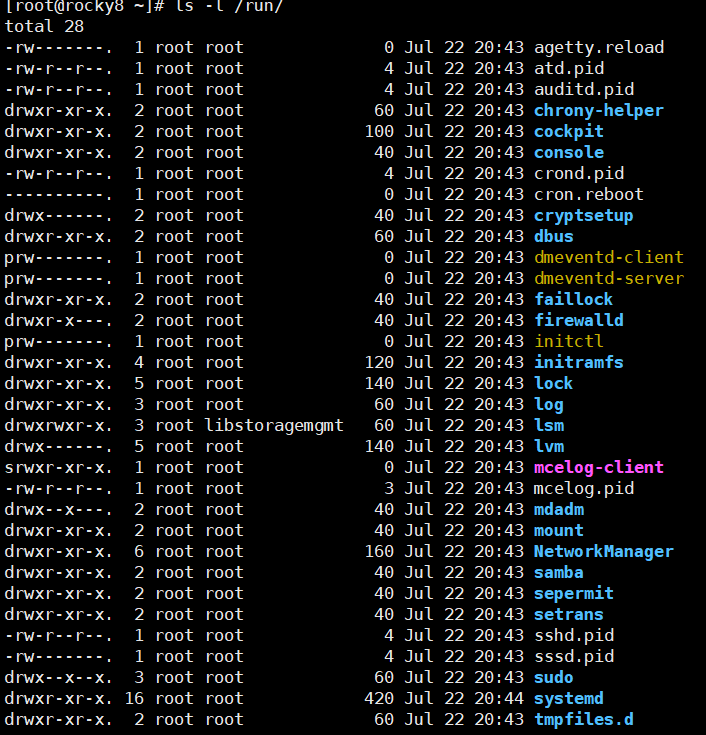 [root@rocky8 ~]# ls -l /run/
total 28
-rw-------.  1 root root              0 Jul 22 20:43 agetty.reload
-rw-r--r--.  1 root root              4 Jul 22 20:43 atd.pid
-rw-r--r--.  1 root root              4 Jul 22 20:43 auditd.pid
drwxr-xr-x.  2 root root             60 Jul 22 20:43 chrony-helper
drwxr-xr-x.  2 root root            100 Jul 22 20:43 cockpit
drwxr-xr-x.  2 root root             40 Jul 22 20:43 console
-rw-r--r--.  1 root root              4 Jul 22 20:43 crond.pid
----------.  1 root root              0 Jul 22 20:43 cron.reboot
drwx------.  2 root root             40 Jul 22 20:43 cryptsetup
drwxr-xr-x.  2 root root             60 Jul 22 20:43 dbus
prw-------.  1 root root              0 Jul 22 20:43 dmeventd-client
prw-------.  1 root root              0 Jul 22 20:43 dmeventd-server
drwxr-xr-x.  2 root root             40 Jul 22 20:43 faillock
drwxr-x---.  2 root root             40 Jul 22 20:43 firewalld
prw-------.  1 root root              0 Jul 22 20:43 initctl
drwxr-xr-x.  4 root root            120 Jul 22 20:43 initramfs
drwxr-xr-x.  5 root root            140 Jul 22 20:43 lock
drwxr-xr-x.  3 root root             60 Jul 22 20:43 log
drwxrwxr-x.  3 root libstoragemgmt   60 Jul 22 20:43 lsm
drwx------.  5 root root            140 Jul 22 20:43 lvm
srwxr-xr-x.  1 root root              0 Jul 22 20:43 mcelog-client
-rw-r--r--.  1 root root              3 Jul 22 20:43 mcelog.pid
drwx--x---.  2 root root             40 Jul 22 20:43 mdadm
drwxr-xr-x.  2 root root             40 Jul 22 20:43 mount
drwxr-xr-x.  6 root root            160 Jul 22 20:43 NetworkManager
drwxr-xr-x.  2 root root             40 Jul 22 20:43 samba
drwxr-xr-x.  2 root root             40 Jul 22 20:43 sepermit
drwxr-xr-x.  2 root root             40 Jul 22 20:43 setrans
-rw-r--r--.  1 root root              4 Jul 22 20:43 sshd.pid
-rw-------.  1 root root              4 Jul 22 20:43 sssd.pid
drwx--x--x.  3 root root             60 Jul 22 20:43 sudo
drwxr-xr-x. 16 root root            420 Jul 22 20:44 systemd
drwxr-xr-x.  2 root root             60 Jul 22 20:43 tmpfiles.d